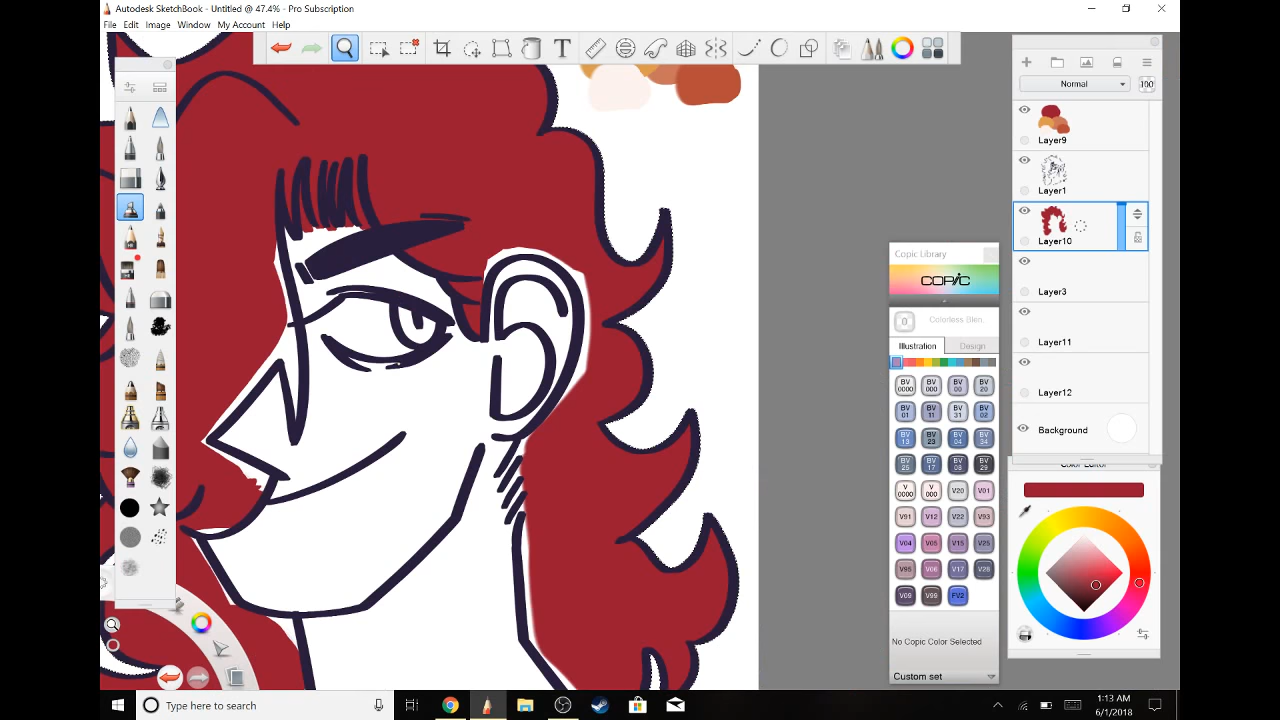 Autodesk SketchBook - Untitled @ 47.4% - Pro Subscription
File Edit Image Window My Account Help
T
Normal
100
Layer9
Layer1
Layer10
Layer3
Layer11
Layer12
Background
Copic Library
COPIC
0 Colorless Blen.
Illustration Design
BV 0000 BV 000 BV 00 BV 20
BV 01 BV 11 BV 31 BV 02
BV 13 BV 23 BV 04 BV 34
BV 25 BV 17 BV 08 BV 29
V 0000 V 000 V20 V01
V91 V12 V22 V93
V04 V05 V15 V25
V95 V06 V17 V28
V09 V99 FV2
No Copic Color Selected
Custom set
Color Editor
Type here to search
1:13 AM
6/1/2018